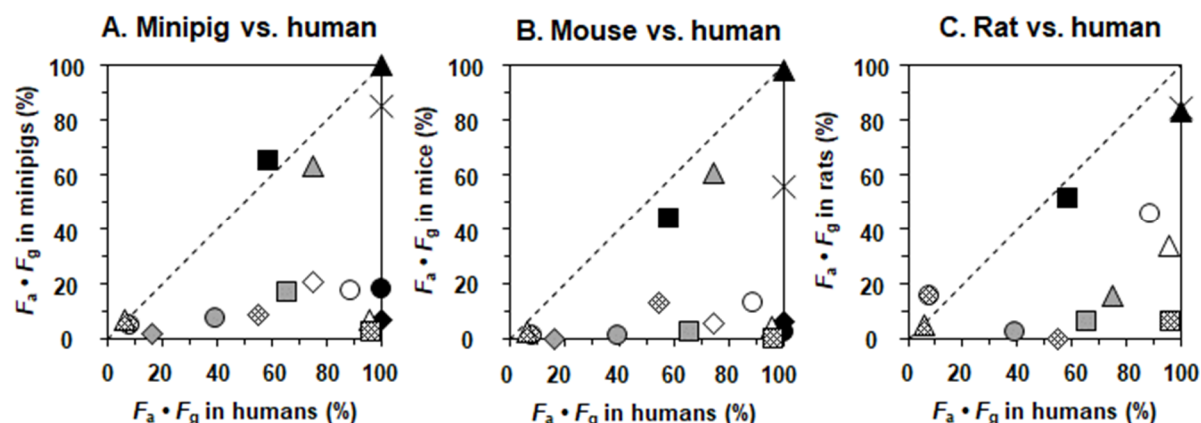 A. Minipig vs. human
B. Mouse vs. human
C. Rat vs. human
Fa • Fg in minipigs (%)
100
80
60
40
20
0
0 20 40 60 80 100
Fa • Fg in humans (%)
Fa • Fg in mice (%)
100
80
60
40
20
0
0 20 40 60 80 100
Fa • Fg in humans (%)
Fa • Fg in rats (%)
100
80
60
40
20
0
0 20 40 60 80 100
Fa • Fg in humans (%)